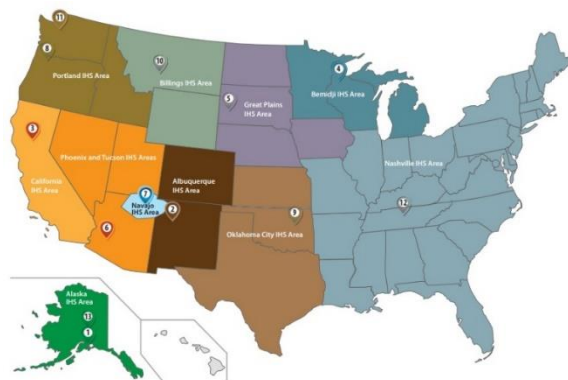 11
8
Portland IHS Area
10
Billings IHS Area
5
Great Plains
IHS Area
4
Bemidji IHS Area
3
California
IHS Area
Phoenix and Tucson IHS Areas
Albuquerque
IHS Area
7
Navajo
IHS Area
2
6
9
Oklahoma City IHS Area
Nashville IHS Area
12
Alaska
IHS Area
13
1